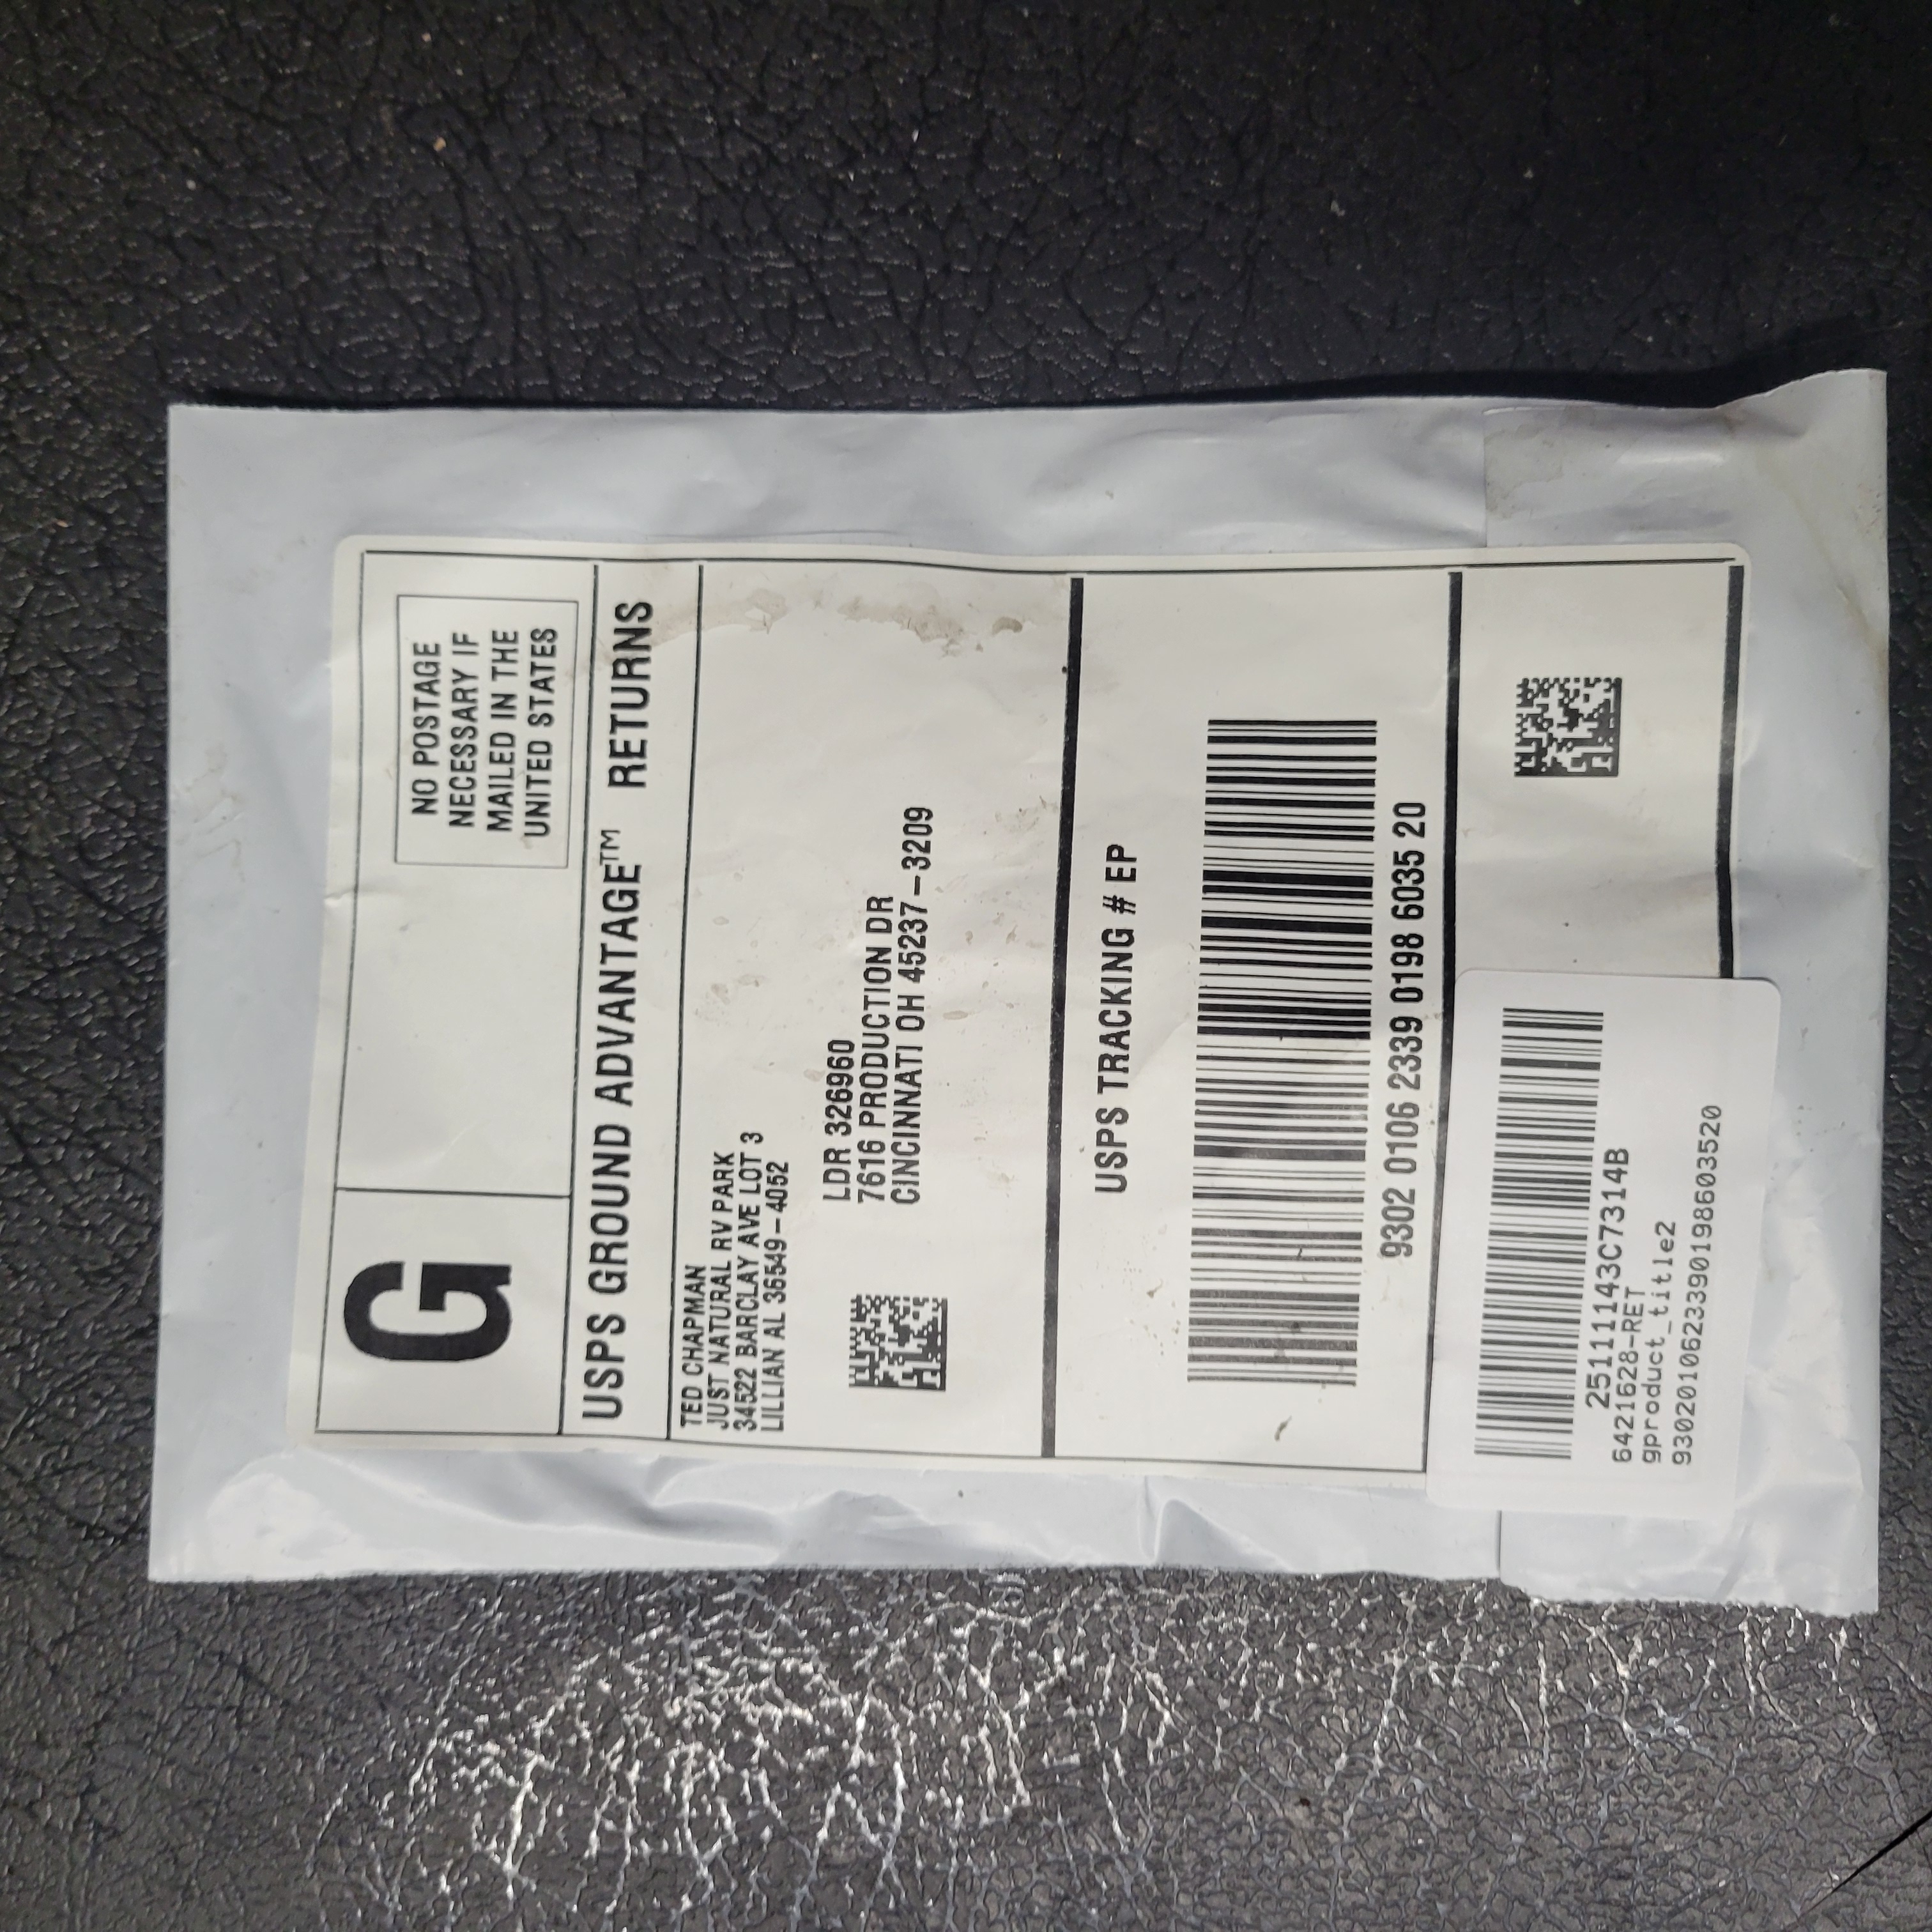 G
NO POSTAGE
NECESSARY IF
MAILED IN THE
UNITED STATES
USPS GROUND ADVANTAGE™ RETURNS
TED CHAPMAN
JUST NATURAL RV PARK
34522 BARCLAY AVE LOT 3
LILLIAN AL 36549-4052
LDR 326960
7616 PRODUCTION DR
CINCINNATI OH 45237-3209
USPS TRACKING # EP
9302 0106 2339 0198 6035 20
25111143C7314B
6421628-RET
gproduct_title2
9302010623390198603520